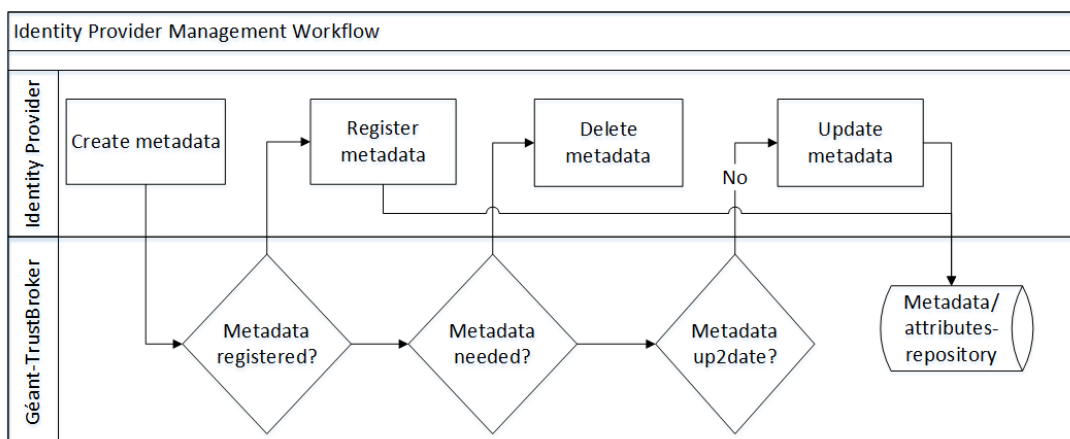 Identity Provider Management Workflow
Identity Provider
Create metadata
Register
metadata
Delete
metadata
Update
metadata
No
Géant-TrustBroker
Metadata
registered?
Metadata
needed?
Metadata
up2date?
Metadata/
attributes-
repository